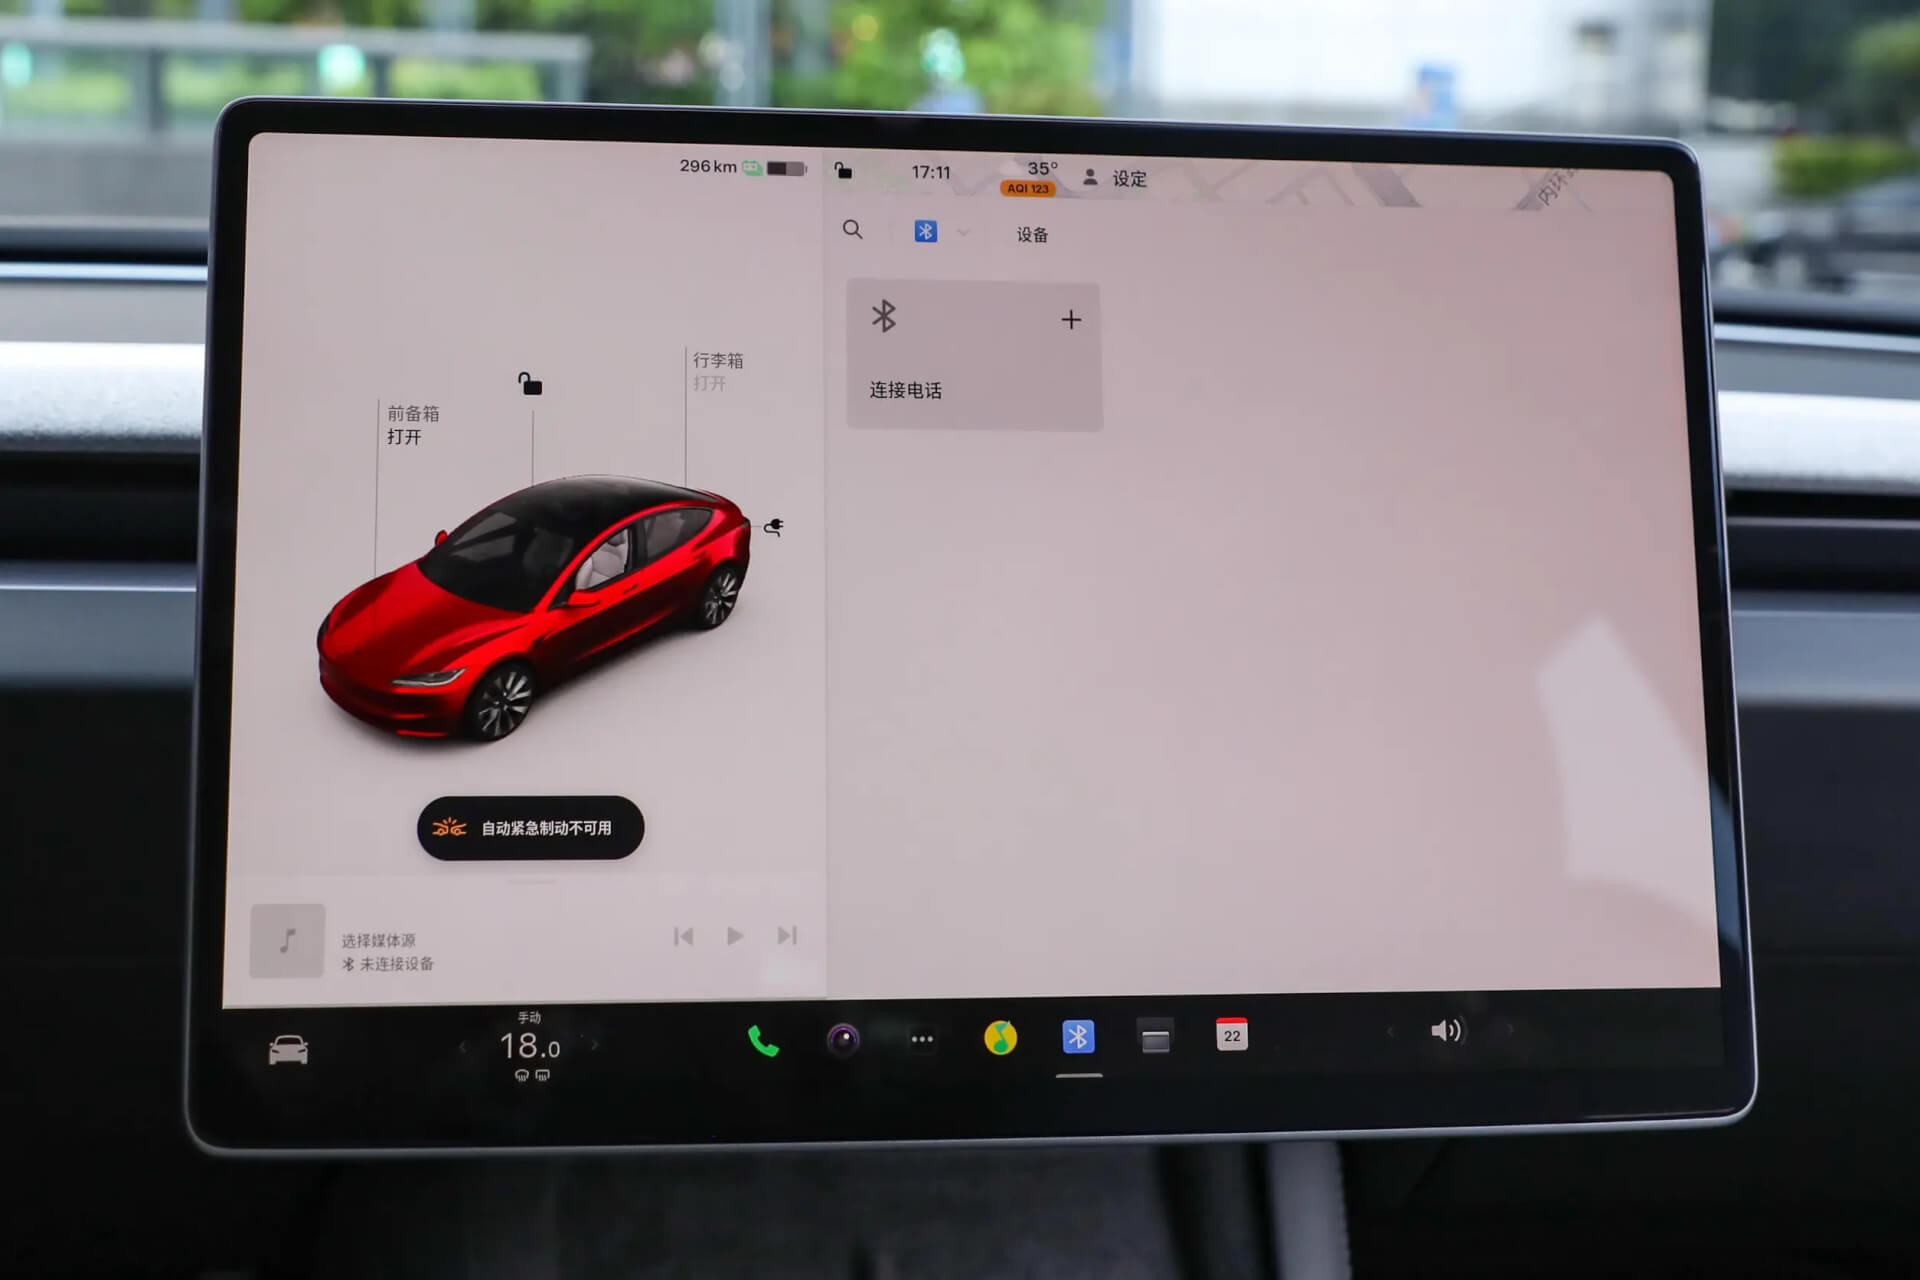 296 km
17:11
35°
AQI 123
设定
设备
连接电话
行李箱
打开
前备箱
打开
自动紧急制动不可用
选择媒体源
未连接设备
手动
18.0
22